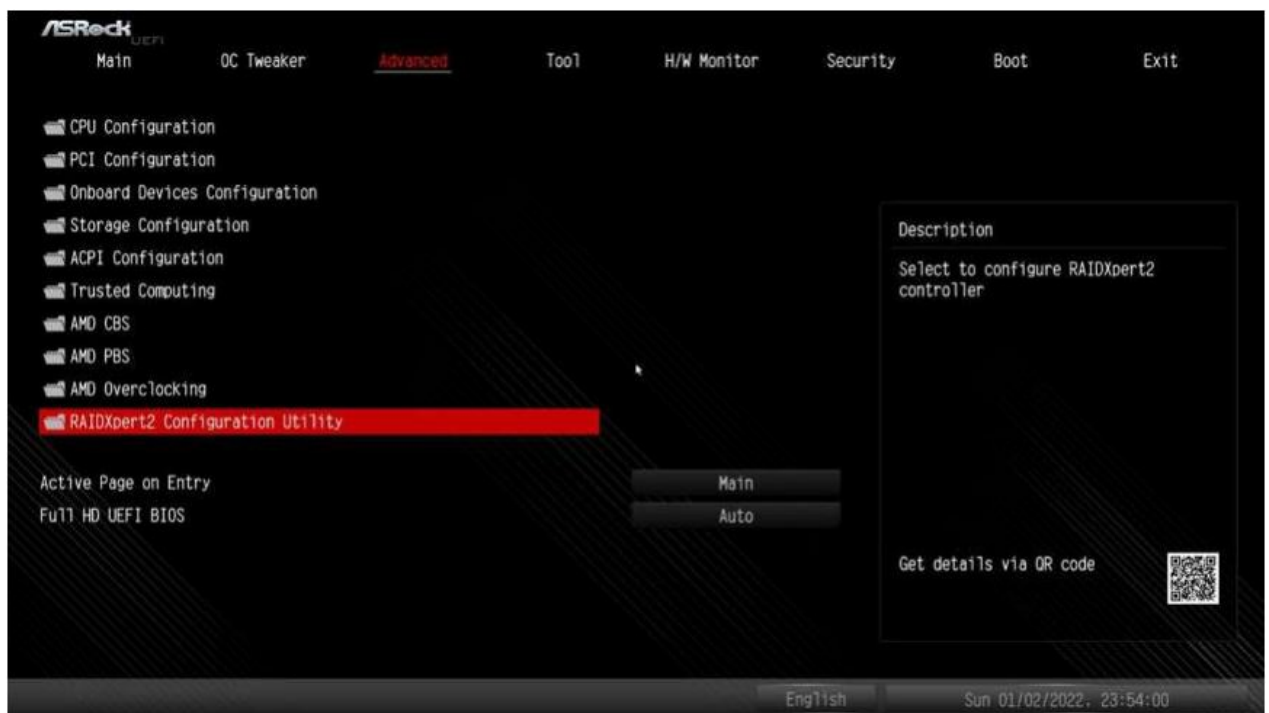 ASRock
UEFI
Main OC Tweaker Advanced Tool H/W Monitor Security Boot Exit
CPU Configuration
PCI Configuration
Onboard Devices Configuration
Storage Configuration
ACPI Configuration
Trusted Computing
AMD CBS
AMD PBS
AMD Overclocking
RAIDXpert2 Configuration Utility
Active Page on Entry Main
Full HD UEFI BIOS Auto
Description
Select to configure RAIDXpert2
controller
Get details via QR code
English Sun 01/02/2022, 23:54:00